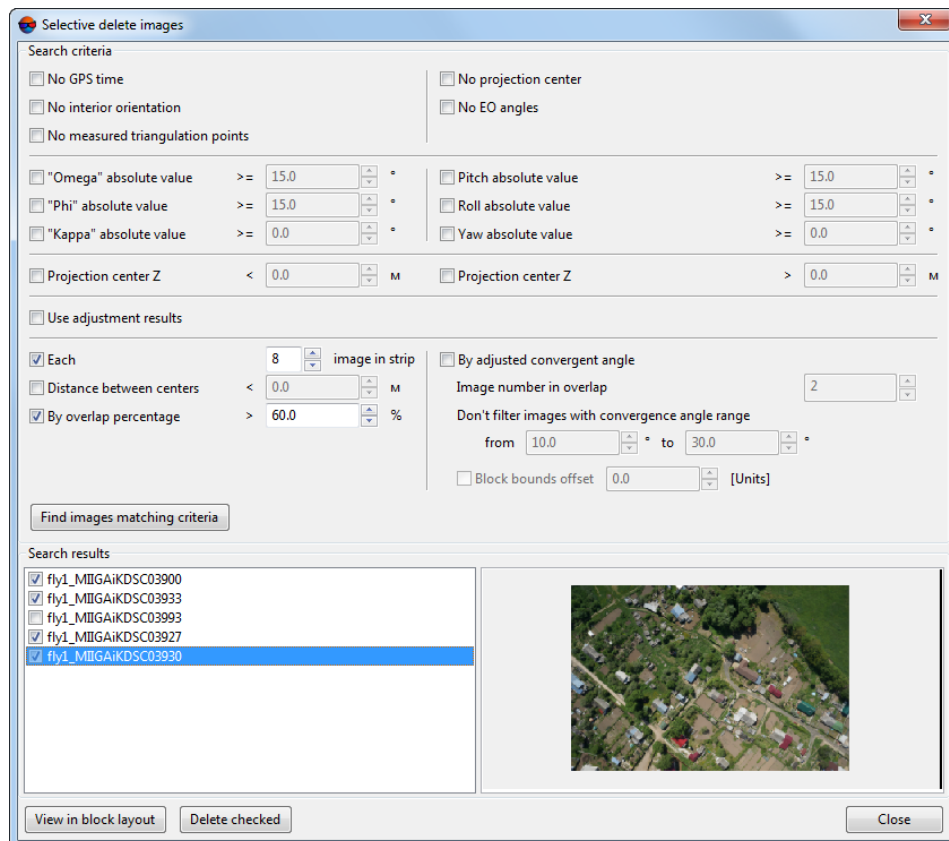 Selective delete images
Search criteria
No GPS time
No projection center
No interior orientation
No EO angles
No measured triangulation points
"Omega" absolute value >= 15.0 °
Pitch absolute value >= 15.0 °
"Phi" absolute value >= 15.0 °
Roll absolute value >= 15.0 °
"Kappa" absolute value >= 0.0 °
Yaw absolute value >= 0.0 °
Projection center Z < 0.0 м
Projection center Z > 0.0 м
Use adjustment results
Each 8 image in strip
By adjusted convergent angle
Distance between centers < 0.0 м
Image number in overlap 2
By overlap percentage > 60.0 %
Don't filter images with convergence angle range
from 10.0 ° to 30.0 °
Block bounds offset 0.0 [Units]
Find images matching criteria
Search results
fly1_MIIGAiKDSC03900
fly1_MIIGAiKDSC03933
fly1_MIIGAiKDSC03993
fly1_MIIGAiKDSC03927
fly1_MIIGAiKDSC03930
View in block layout
Delete checked
Close